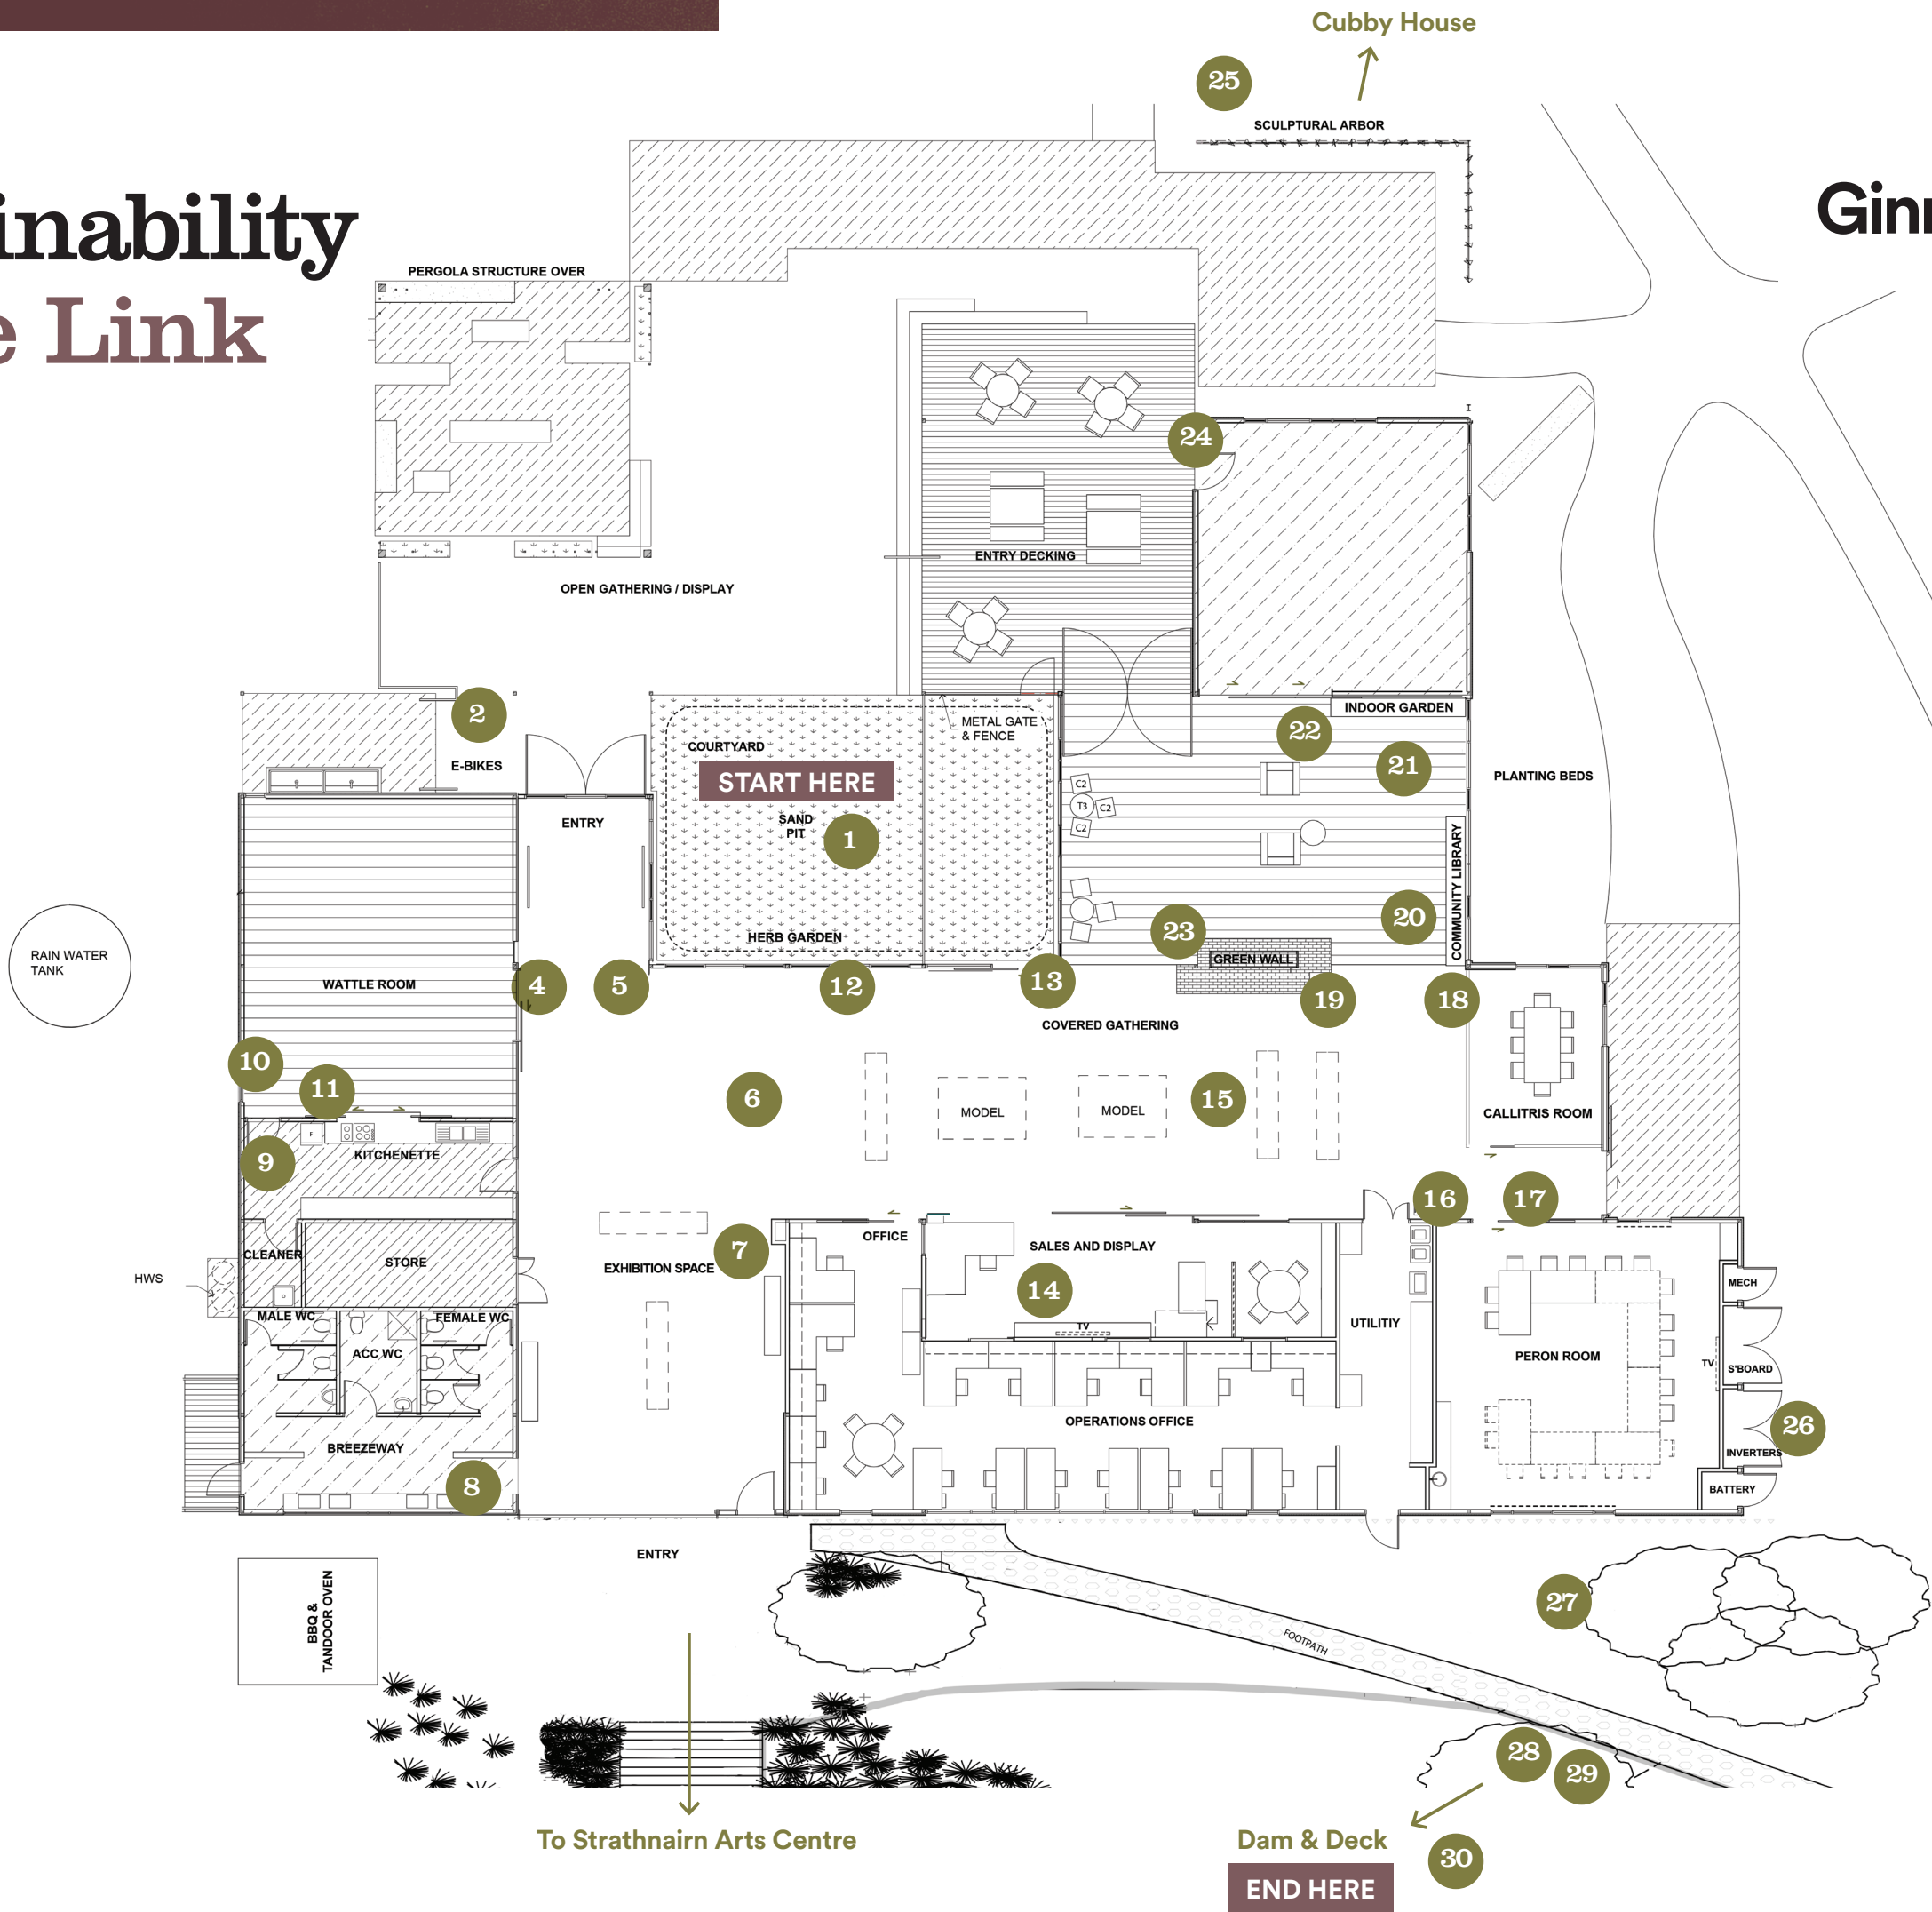 Cubby House
25
SCULPTURAL ARBOR
inability
e Link
Gin
PERGOLA STRUCTURE OVER
24
ENTRY DECKING
OPEN GATHERING / DISPLAY
2
E-BIKES
METAL GATE
& FENCE
COURTYARD
START HERE
SAND
PIT
1
HERB GARDEN
INDOOR GARDEN
22
21
C2
T3
C2
C2
PLANTING BEDS
ENTRY
COMMUNITY LIBRARY
20
23
GREEN WALL
RAIN WATER
TANK
WATTLE ROOM
4
5
12
13
19
18
COVERED GATHERING
10
11
6
MODEL
MODEL
15
CALLITRIS ROOM
F
KITCHENETTE
9
16
17
7
OFFICE
SALES AND DISPLAY
CLEANER
STORE
EXHIBITION SPACE
HWS
14
MECH
MALE WC
FEMALE WC
TV
UTILITIY
ACC WC
PERON ROOM
TV
S'BOARD
OPERATIONS OFFICE
BREEZEWAY
26
INVERTERS
8
BATTERY
ENTRY
BBQ &
TANDOOR OVEN
27
FOOTPATH
28
29
To Strathnairn Arts Centre
Dam & Deck
30
END HERE